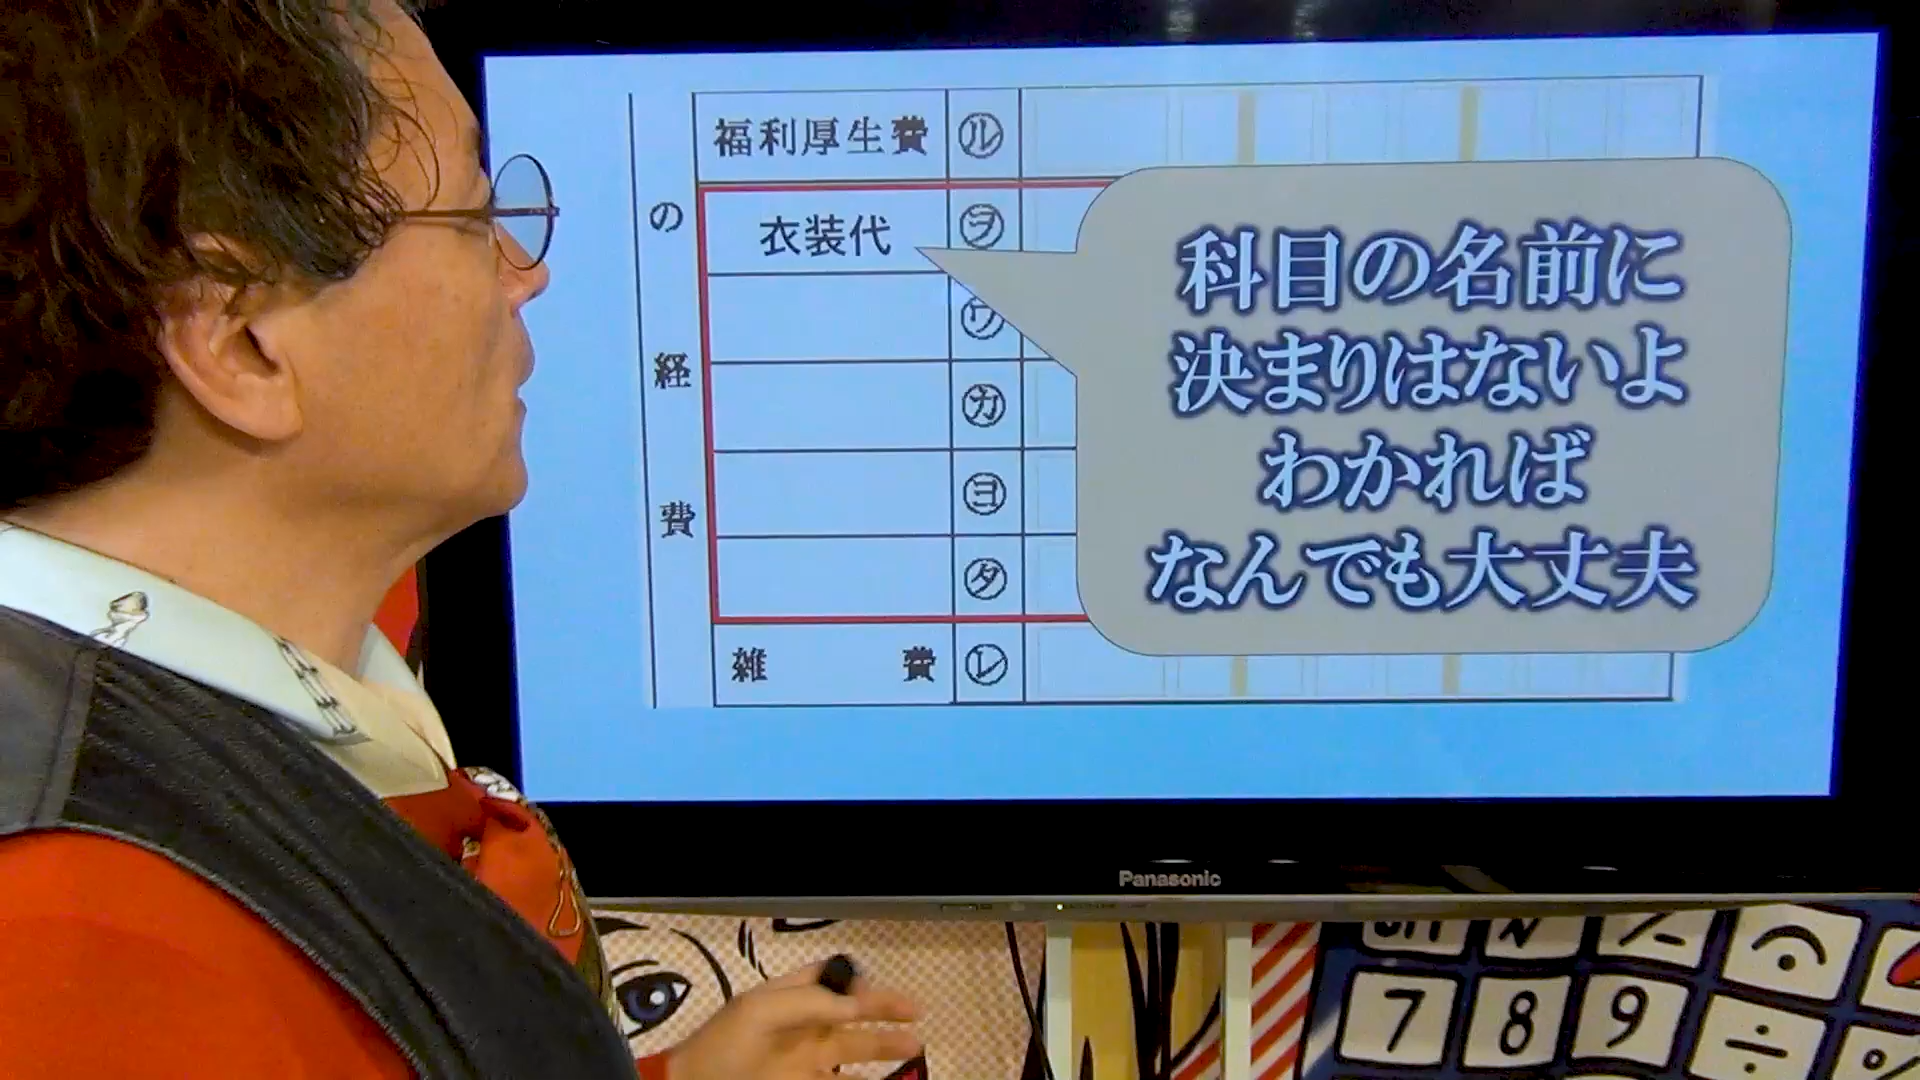 福利厚生費 ㋸
の経費
衣装代 ㋾
㋻
㋕
㋵
㋟
雑費 ㋹
科目の名前に
決まりはないよ
わかれば
なんでも大丈夫
Panasonic
7 8 9 ÷